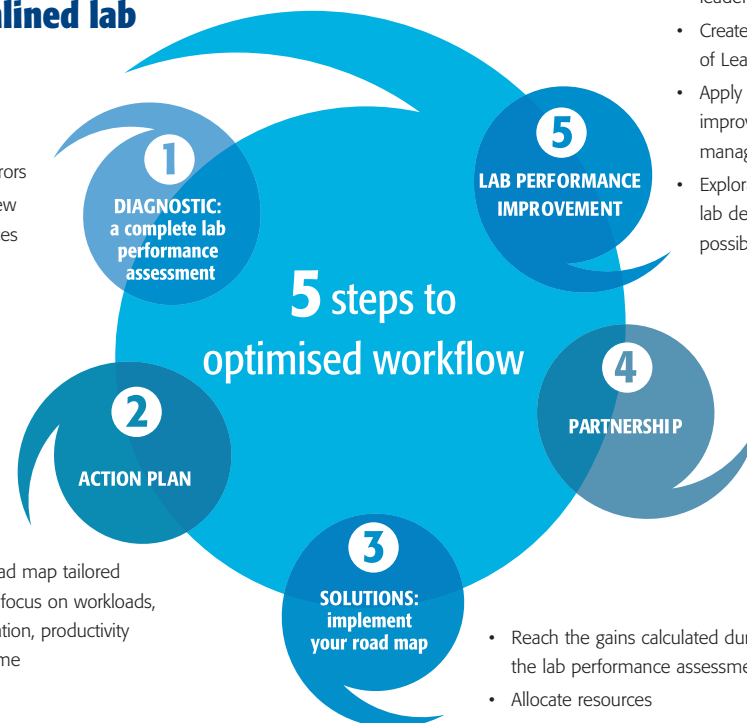 lined lab
1
DIAGNOSTIC:
a complete lab
performance
assessment
5 steps to
optimised workflow
2
ACTION PLAN
ad map tailored
focus on workloads,
tion, productivity
me
3
SOLUTIONS:
implement
your road map
• Reach the gains calculated du
the lab performance assessme
• Allocate resources
4
PARTNERSHIP
5
LAB PERFORMANCE
IMPROVEMENT
• Create
of Lea
• Apply
improv
manag
• Explor
lab de
possib
rors
ew
es